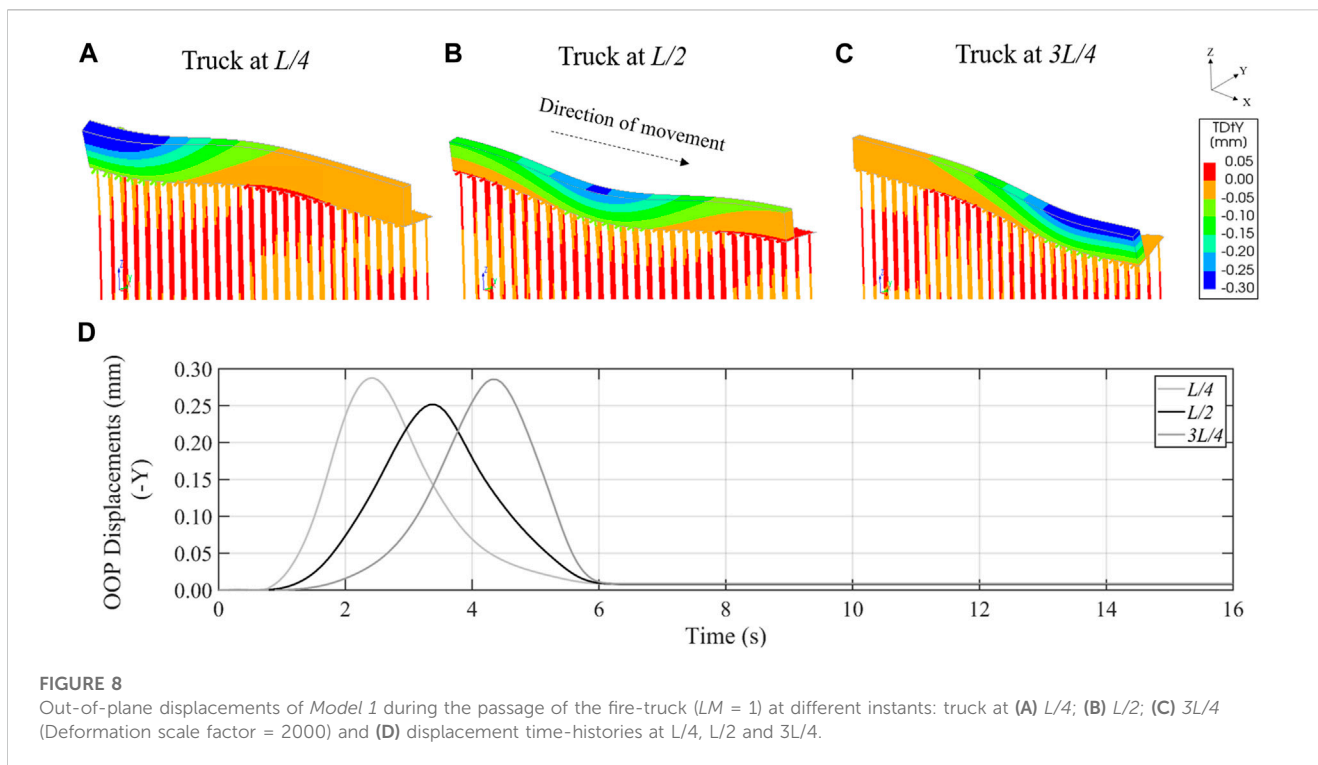 A
Truck at L/4
B
Truck at L/2
C
Truck at 3L/4
Direction of movement
Z
Y
X
TDtY
(mm)
0.05
0.00
-0.05
-0.10
-0.15
-0.20
-0.25
-0.30
D
OOP Displacements (mm)
(-Y)
0.30
0.25
0.20
0.15
0.10
0.05
0.00
0 2 4 6 8 10 12 14 16
Time (s)
L/4
L/2
3L/4
FIGURE 8
Out-of-plane displacements of Model 1 during the passage of the fire-truck (LM = 1) at different instants: truck at (A) L/4; (B) L/2; (C) 3L/4
(Deformation scale factor = 2000) and (D) displacement time-histories at L/4, L/2 and 3L/4.